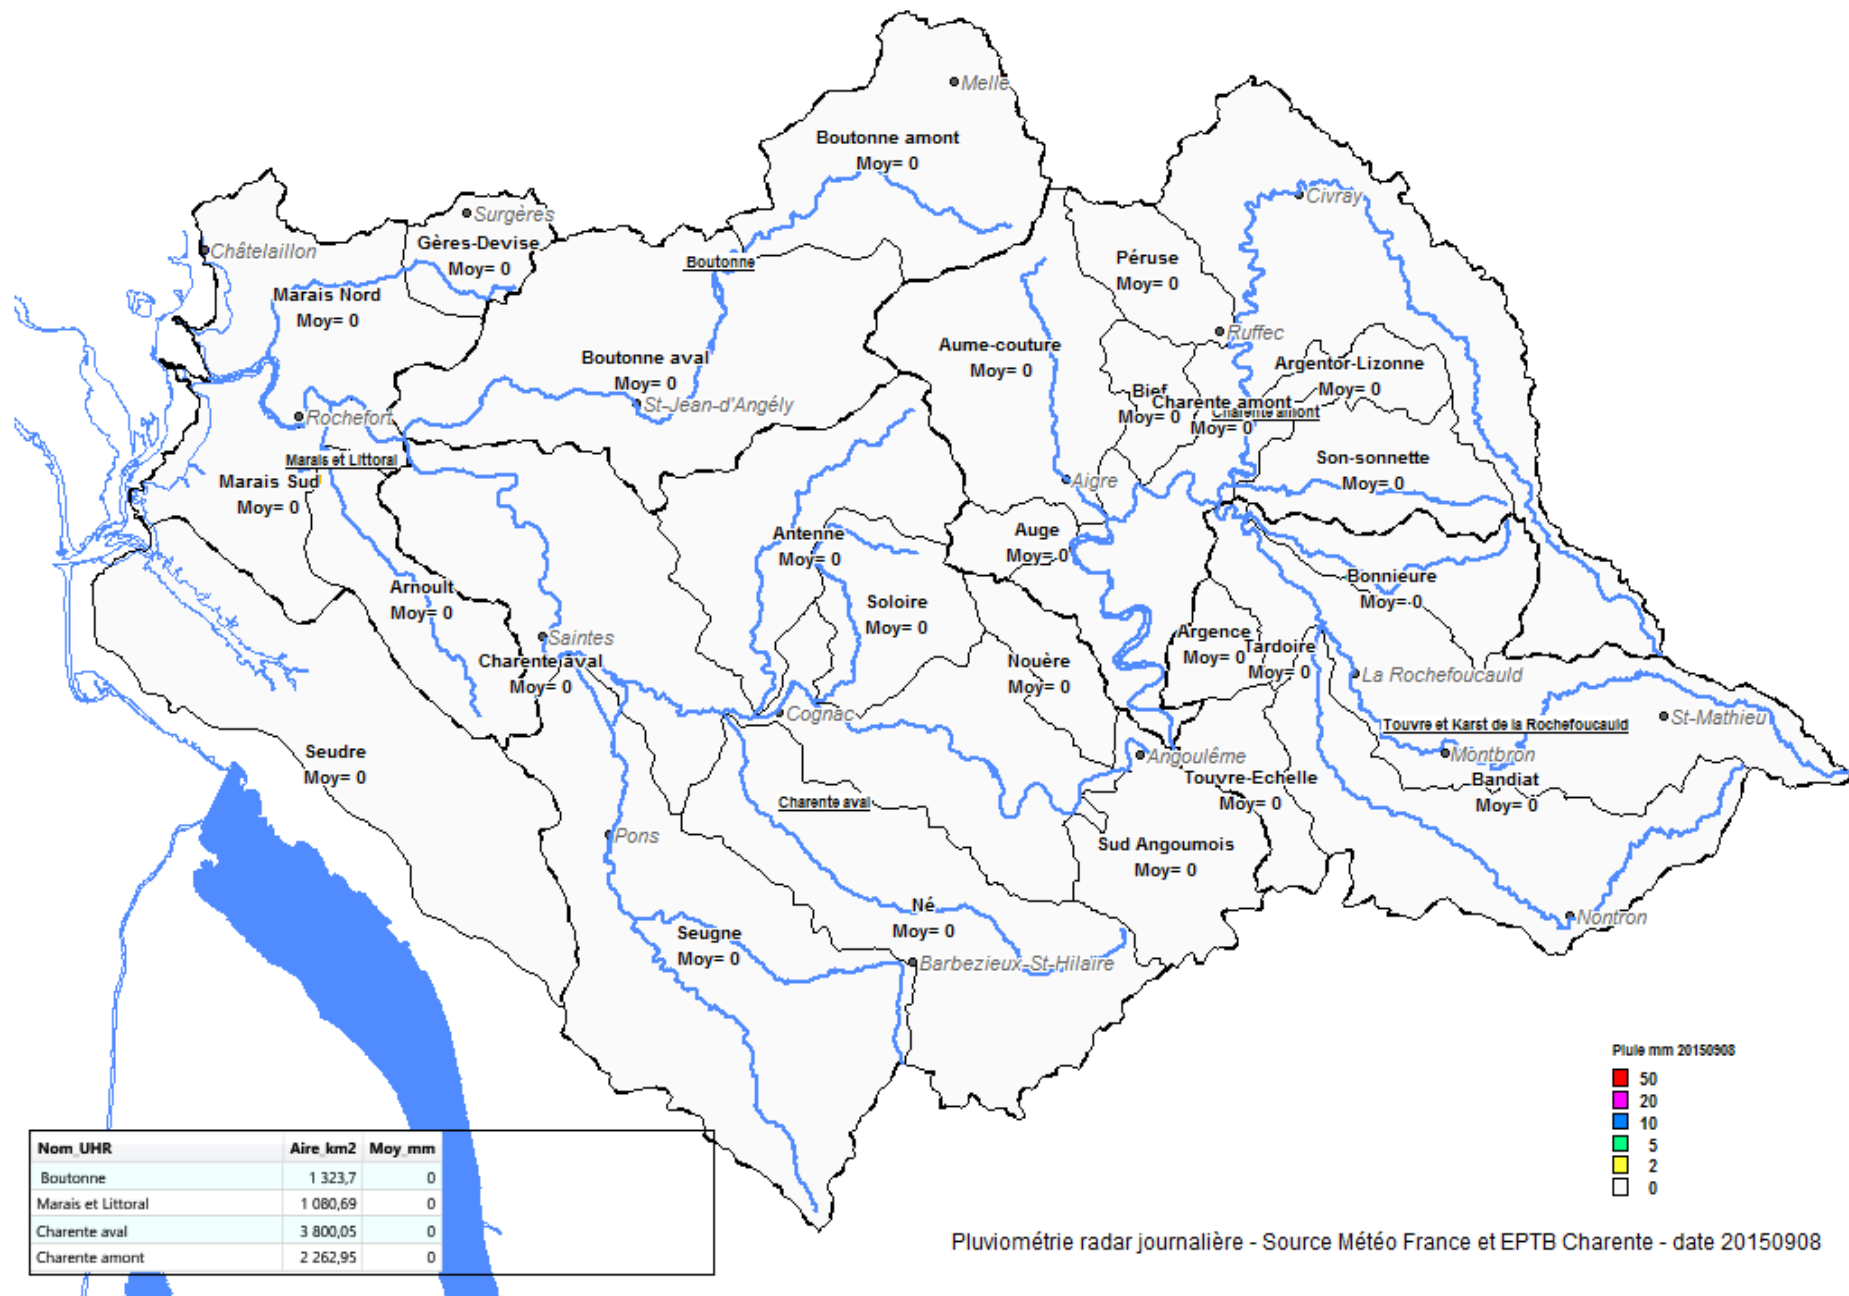 Melle
Boutonne amont
Moy= 0
Civray
Surgères
Châtelaillon
Gères-Devise
Moy= 0
Boutonne
Péruse
Moy= 0
Marais Nord
Moy= 0
Ruffec
Aume-couture
Moy= 0
Boutonne aval
Moy= 0
Argentor-Lizonne
Moy= 0
Bief
Moy= 0
Charente amont
Charente amont
Moy= 0
St-Jean-d'Angély
Rochefort
Marais et Littoral
Marais Sud
Moy= 0
Son-sonnette
Moy= 0
Aigre
Antenne
Moy= 0
Auge
Moy= 0
Bonnieure
Moy= 0
Arnoult
Moy= 0
Soloire
Moy= 0
Saintes
Argence
Moy= 0
Tardoire
Moy= 0
Charente aval
Moy= 0
Nouère
Moy= 0
La Rochefoucauld
Cognac
St-Mathieu
Touvre et Karst de la Rochefoucauld
Seudre
Moy= 0
Angoulême
Montbron
Touvre-Echelle
Moy= 0
Bandiat
Moy= 0
Charente aval
Pons
Sud Angoumois
Moy= 0
Né
Moy= 0
Nontron
Seugne
Moy= 0
Barbezieux-St-Hilaire
Pluie mm 20150908
50
20
10
5
2
0
Nom_UHR Aire_km2 Moy_mm
Boutonne 1 323,7 0
Marais et Littoral 1 080,69 0
Charente aval 3 800,05 0
Charente amont 2 262,95 0
Pluviométrie radar journalière - Source Météo France et EPTB Charente - date 20150908